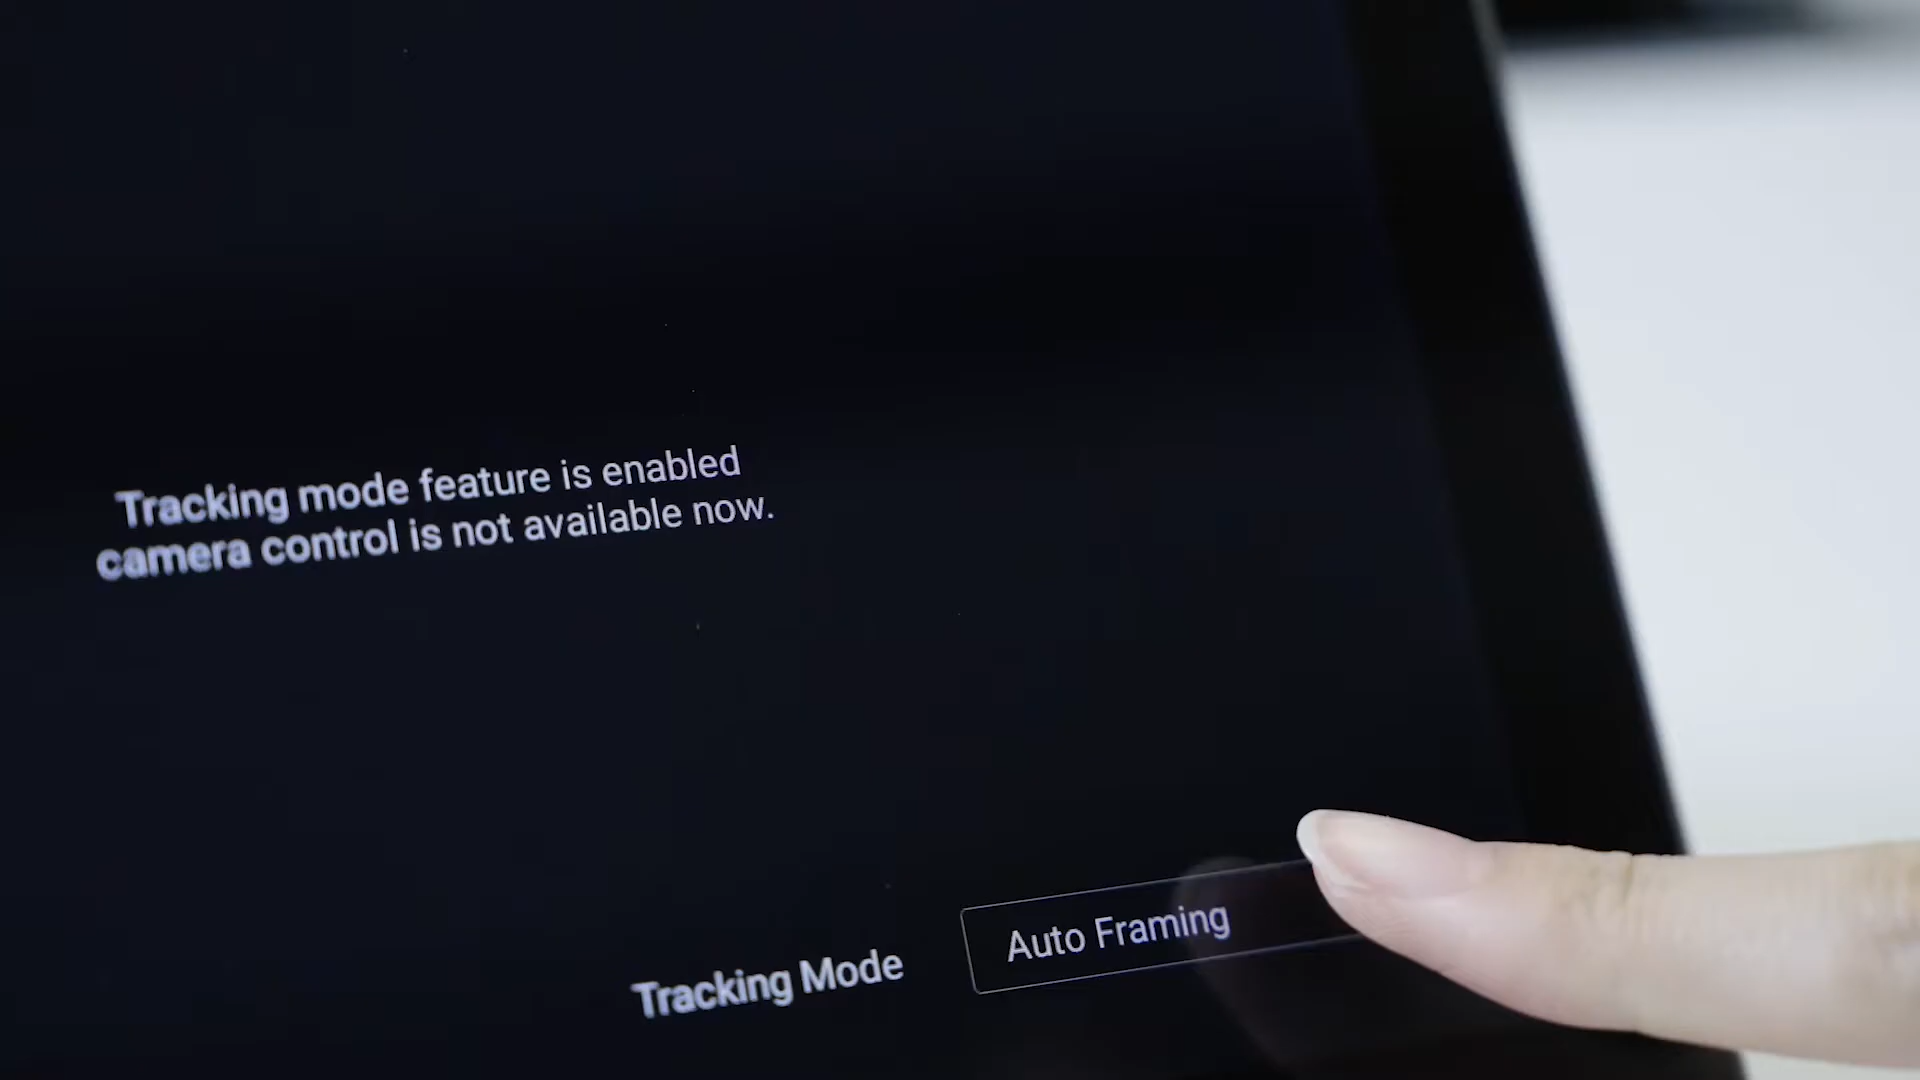 Tracking mode feature is enabled
camera control is not available now.
Tracking Mode
Auto Framing